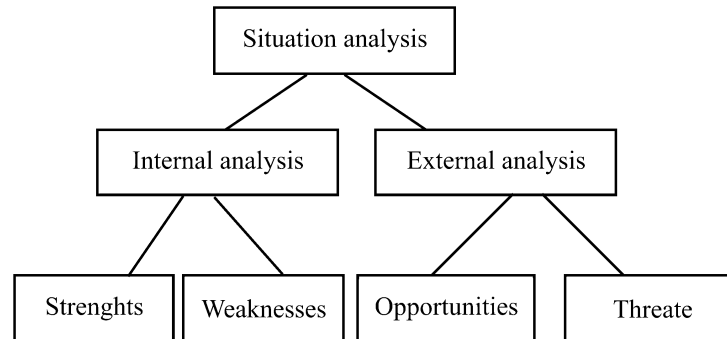 Situation analysis
Internal analysis
External analysis
Strenghts
Weaknesses
Opportunities
Threate